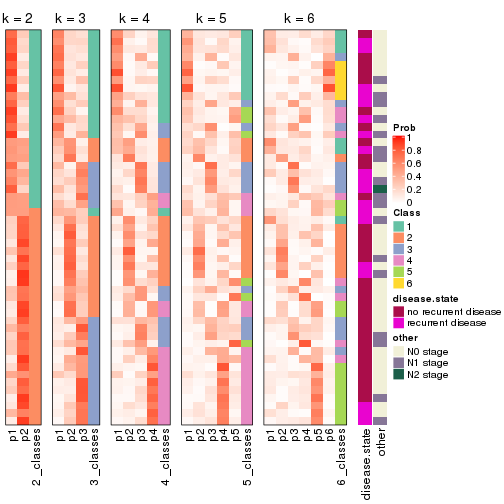 k = 2
k = 3
k = 4
k = 5
k = 6
Prob
1
0.8
0.6
0.4
0.2
0
Class
1
2
3
4
5
6
disease.state
no recurrent disease
recurrent disease
other
N0 stage
N1 stage
N2 stage
p1
p2
2_classes
p1
p2
p3
3_classes
p1
p2
p3
p4
4_classes
p1
p2
p3
p4
p5
5_classes
p1
p2
p3
p4
p5
p6
6_classes
disease.state
other